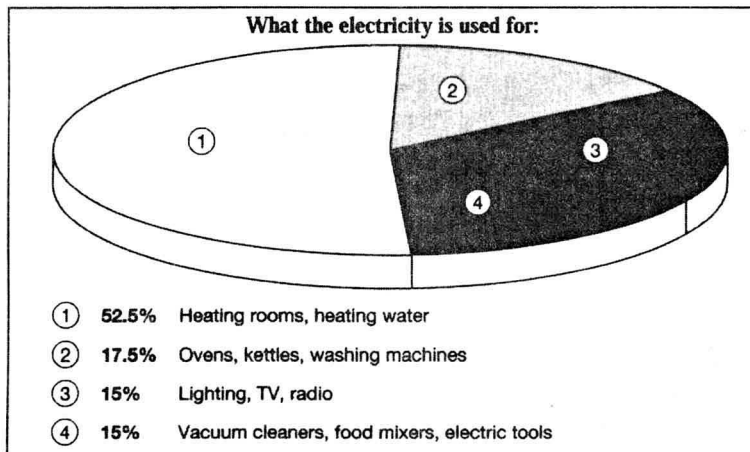 What the electricity is used for:
2
1
3
4
1 52.5% Heating rooms, heating water
2 17.5% Ovens, kettles, washing machines
3 15% Lighting, TV, radio
4 15% Vacuum cleaners, food mixers, electric tools